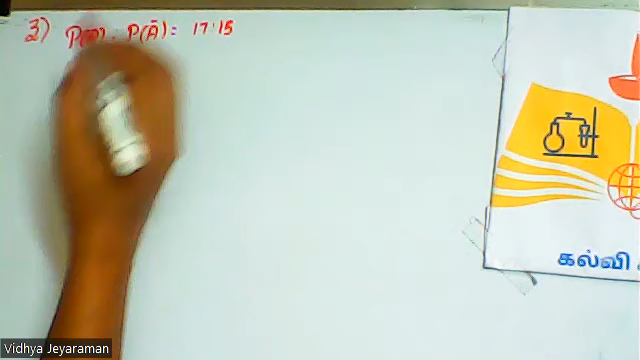 3) P(A) : P(Ā) = 17:15
கல்வி
Vidhya Jeyaraman